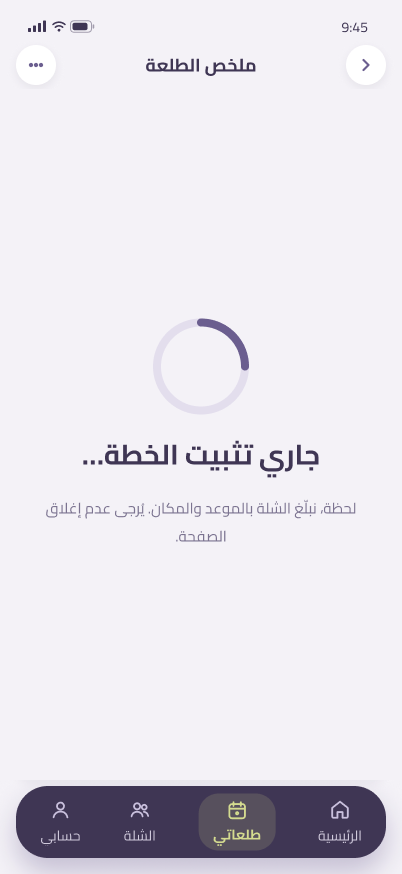 9:45
ملخص الطلعة
جاري تثبيت الخطة...
لحظة، نبلّغ الشلة بالموعد والمكان. يُرجى عدم إغلاق
الصفحة.
الرئيسية
طلعاتي
الشلة
حسابي